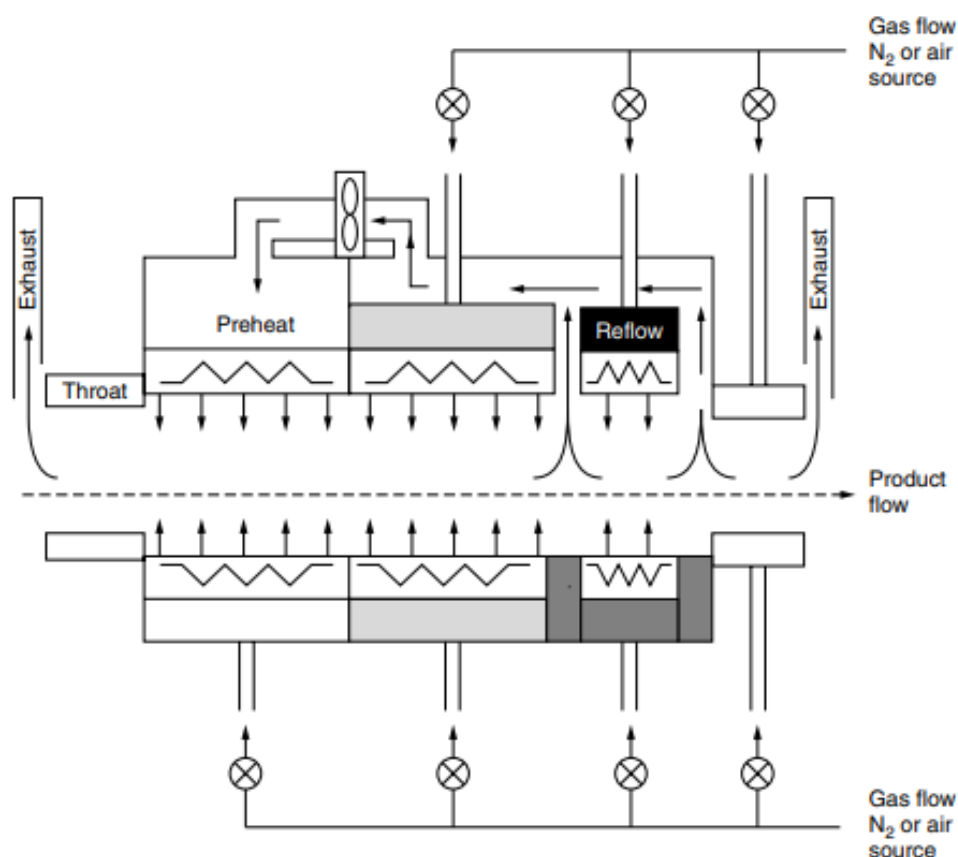 Gas flow
N₂ or air
source
Exhaust
Exhaust
Preheat
Reflow
Throat
Product
flow
Gas flow
N₂ or air
source